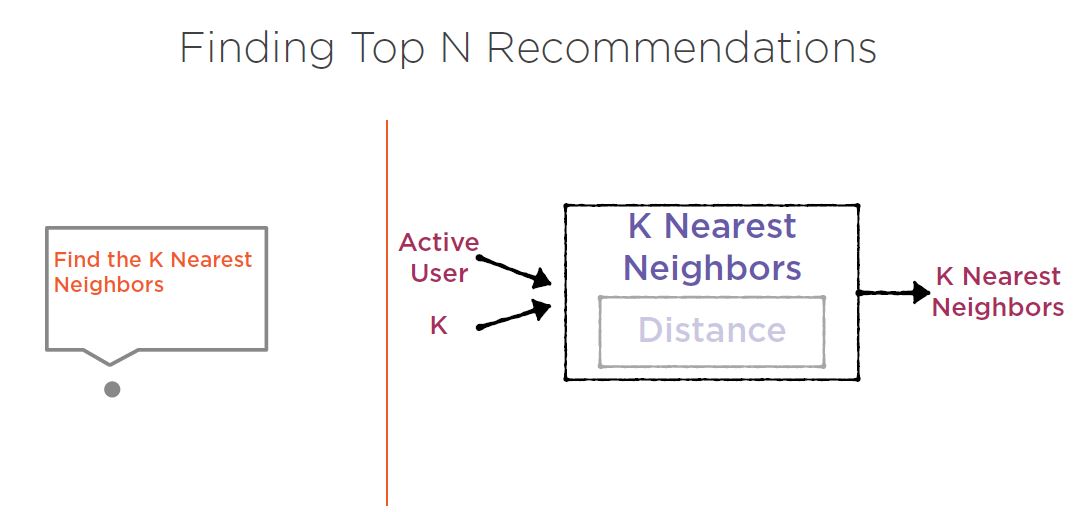 Finding Top N Recommendations
Find the K Nearest
Neighbors
Active
User
K
K Nearest
Neighbors
Distance
K Nearest
Neighbors